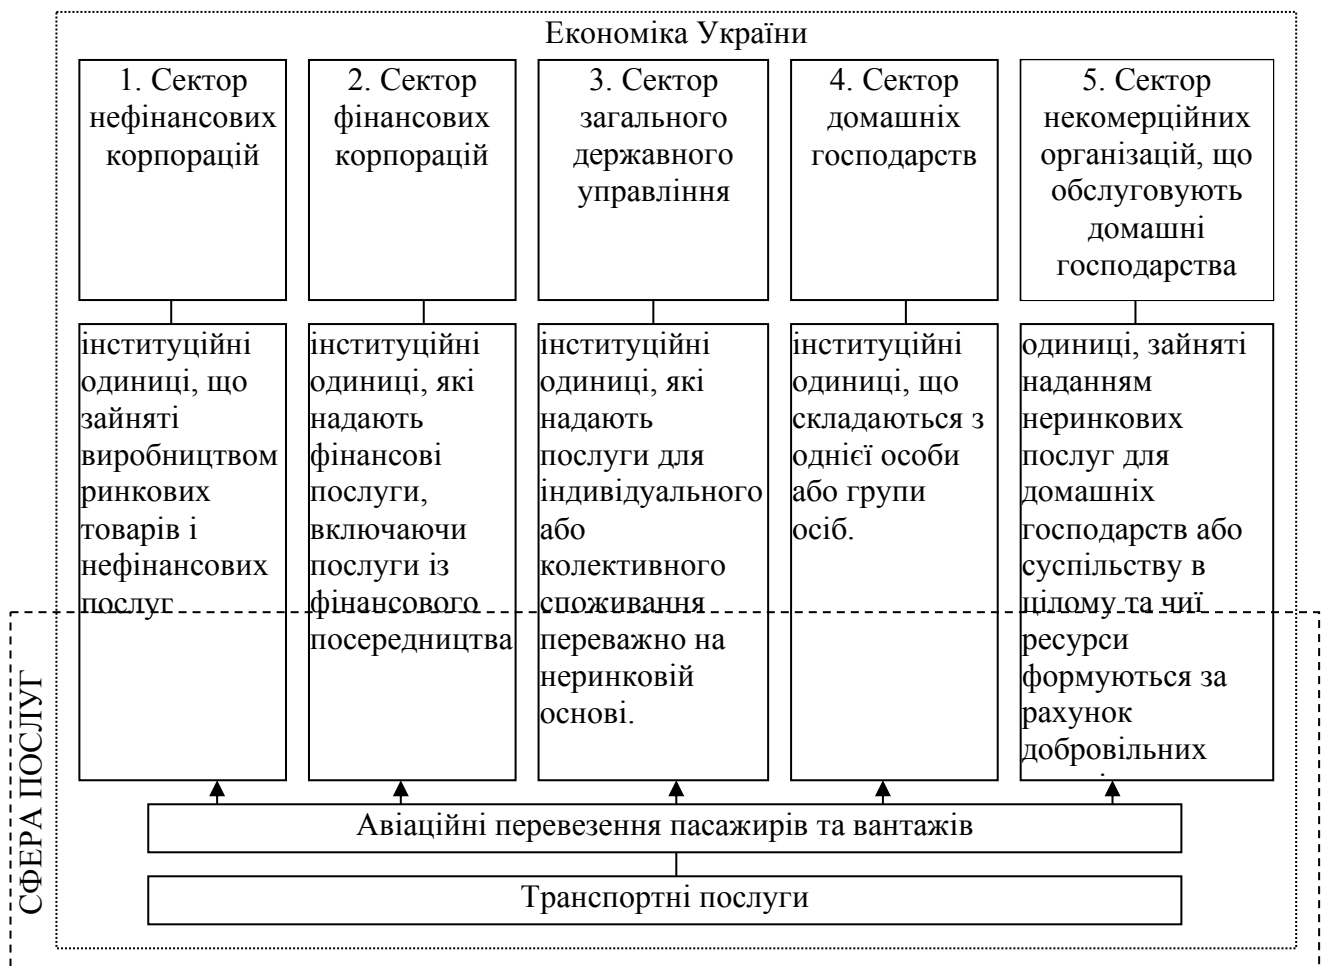 Економіка України
1. Сектор
нефінансових
корпорацій
2. Сектор
фінансових
корпорацій
3. Сектор
загального
державного
управління
4. Сектор
домашніх
господарств
5. Сектор
некомерційних
організацій, що
обслуговують
домашні
господарства
інституційні
одиниці, що
зайняті
виробництвом
ринкових
товарів і
нефінансових
послуг
інституційні
одиниці, які
надають
фінансові
послуги,
включаючи
послуги із
фінансового
посередництва
інституційні
одиниці, які
надають
послуги для
індивідуального
або
колективного
споживання
переважно на
неринковій
основі.
інституційні
одиниці, що
складаються з
однієї особи
або групи
осіб.
одиниці, зайняті
наданням
неринкових
послуг для
домашніх
господарств або
суспільству в
цілому та чиї
ресурси
формуються за
рахунок
добровільних
СФЕРА ПОСЛУГ
Авіаційні перевезення пасажирів та вантажів
Транспортні послуги